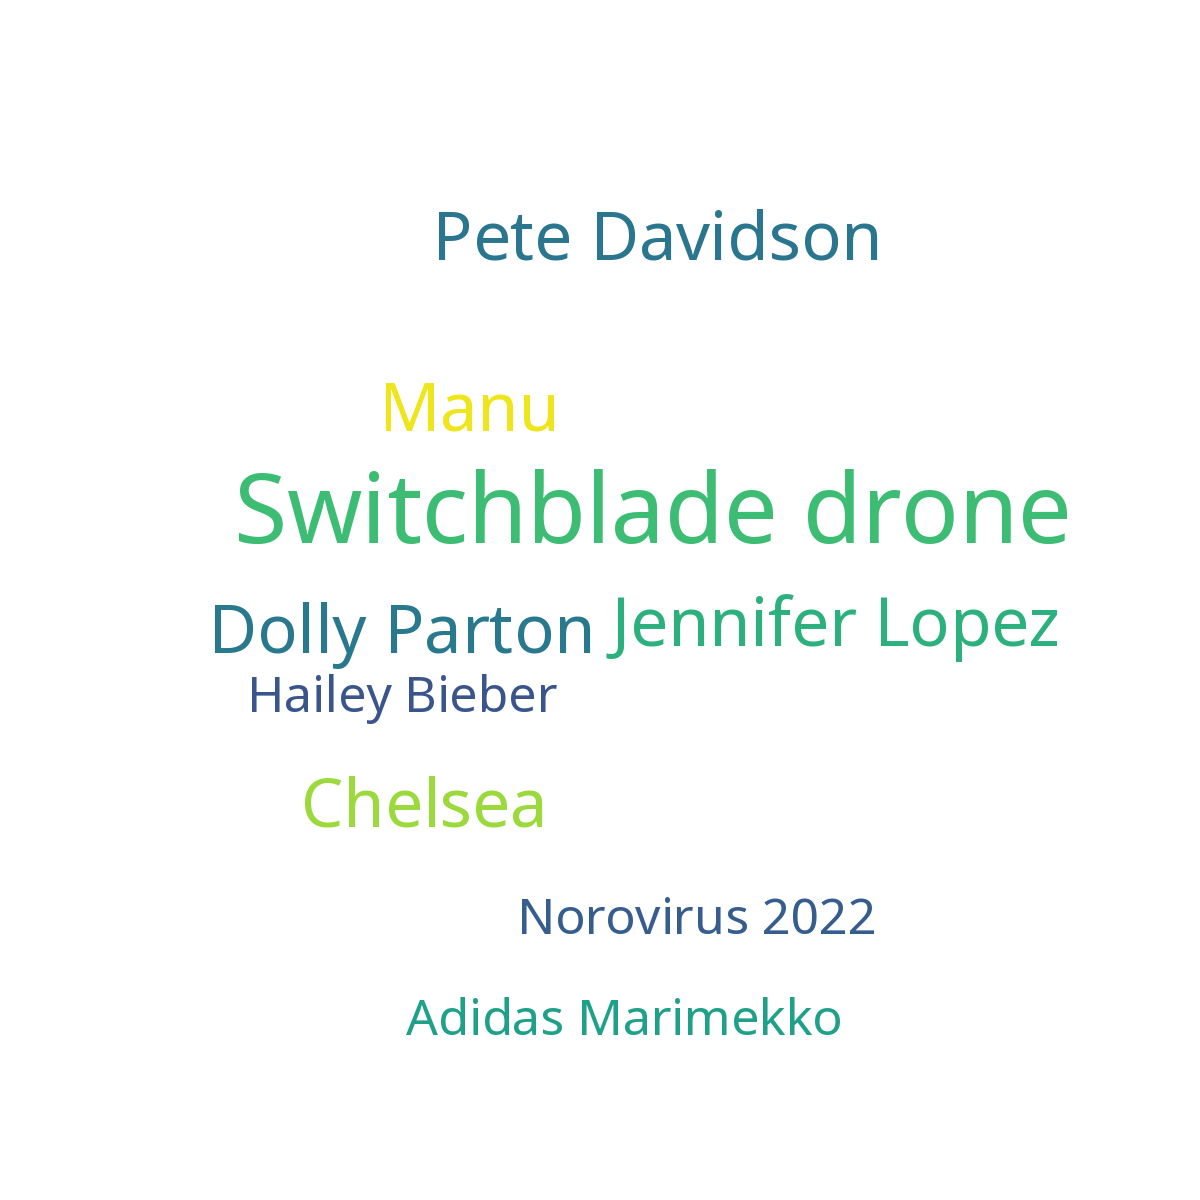 Pete Davidson
Manu
Switchblade drone
Dolly Parton Jennifer Lopez
Hailey Bieber
Chelsea
Norovirus 2022
Adidas Marimekko